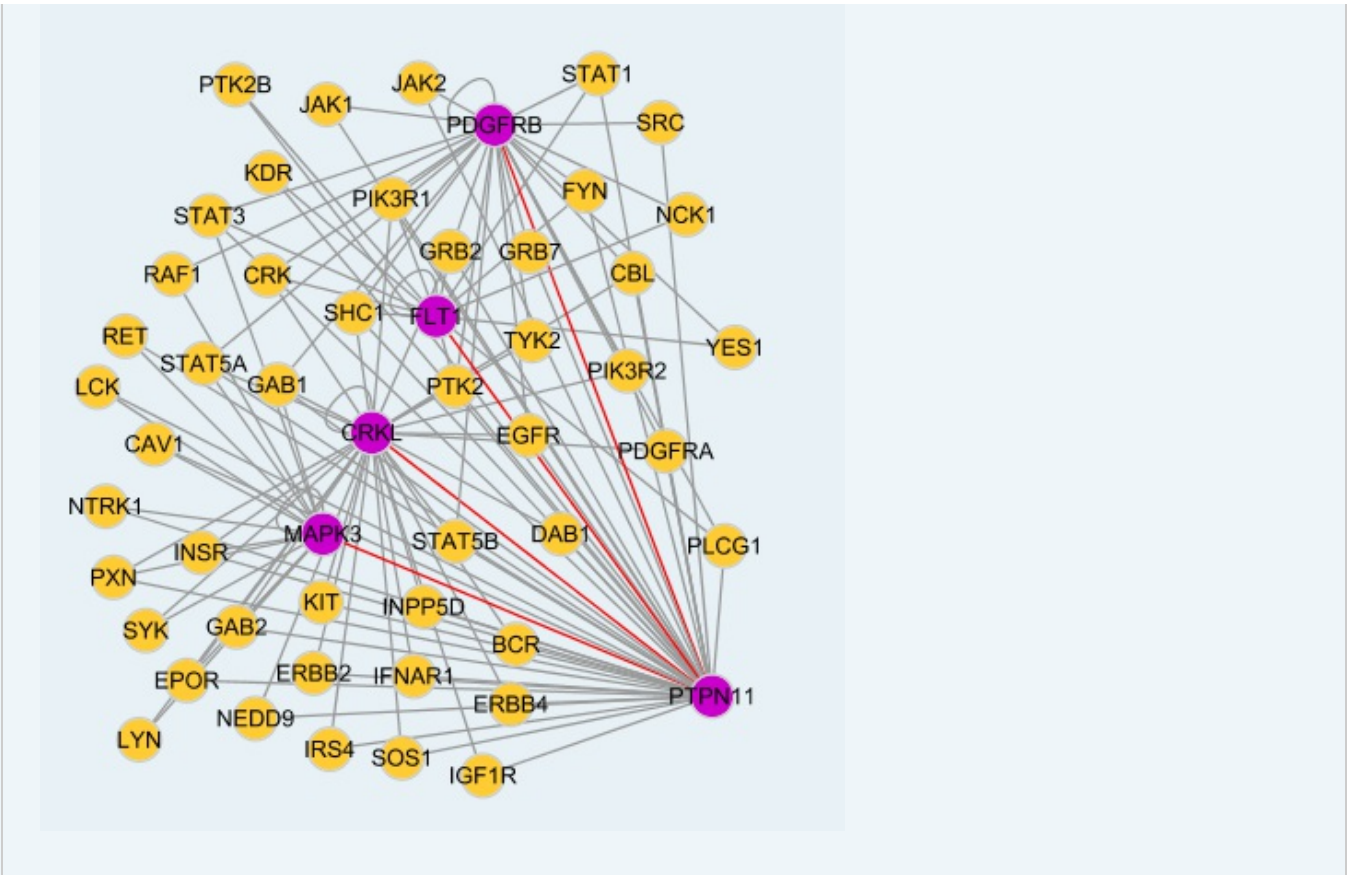 PTK2B
JAK1
JAK2
STAT1
PDGFRB
SRC
KDR
PIK3R1
FYN
STAT3
NCK1
GRB2
GRB7
RAF1
CRK
CBL
SHC1
FLT1
RET
TYK2
YES1
STAT5A
PIK3R2
LCK
GAB1
PTK2
CRKL
EGFR
CAV1
PDGFRA
NTRK1
MAPK3
STAT5B
DAB1
PLCG1
INSR
PXN
KIT
INPP5D
SYK
GAB2
BCR
EPOR
ERBB2
IFNAR1
PTPN11
ERBB4
NEDD9
LYN
IRS4
SOS1
IGF1R